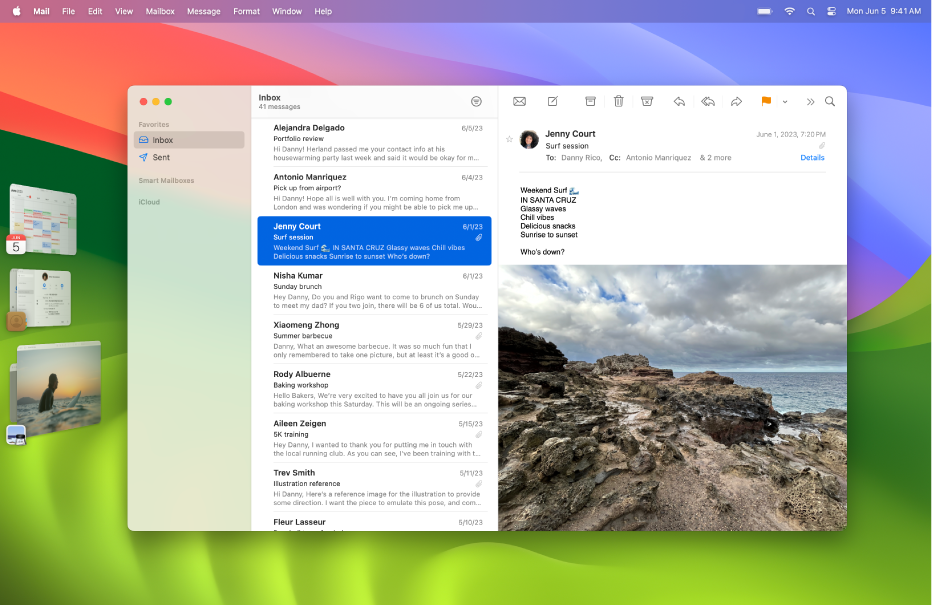 Mail File Edit View Mailbox Message Format Window Help Mon Jun 5 9:41 AM
JUN
5
Favorites
Inbox
Sent
Smart Mailboxes
iCloud
Inbox
41 messages
Alejandra Delgado 6/5/23
Portfolio review
Hi Danny! Herland passed me your contact info at his
housewarming party last week and said it would be okay for m...
Antonio Manriquez 6/4/23
Pick up from airport?
Hi Danny! Hope all is well with you. I'm coming home from
London and was wondering if you might be able to pick me up...
Jenny Court 6/1/23
Surf session
Weekend Surf 🌊 IN SANTA CRUZ Glassy waves Chill vibes
Delicious snacks Sunrise to sunset Who's down?
Nisha Kumar 6/1/23
Sunday brunch
Hey Danny, Do you and Rigo want to come to brunch on Sunday
to meet my dad? If you two join, there will be 6 of us total. Wou...
Xiaomeng Zhong 5/29/23
Summer barbecue
Danny, What an awesome barbecue. It was so much fun that I
only remembered to take one picture, but at least it's a good o...
Rody Albuerne 5/22/23
Baking workshop
Hello Bakers, We're very excited to have you all join us for our
baking workshop this Saturday. This will be an ongoing series...
Aileen Zeigen 5/15/23
5K training
Hey Danny, I wanted to thank you for putting me in touch with
the local running club. As you can see, I've been training with t...
Trev Smith 5/11/23
Illustration reference
Hi Danny, Here's a reference image for the illustration to provide
some direction. I want the piece to emulate this pose, and com...
Fleur Lasseur 5/10/23
Jenny Court June 1, 2023, 7:20 PM
Surf session
To: Danny Rico, Cc: Antonio Manriquez & 2 more Details
Weekend Surf 🌊
IN SANTA CRUZ
Glassy waves
Chill vibes
Delicious snacks
Sunrise to sunset
Who's down?